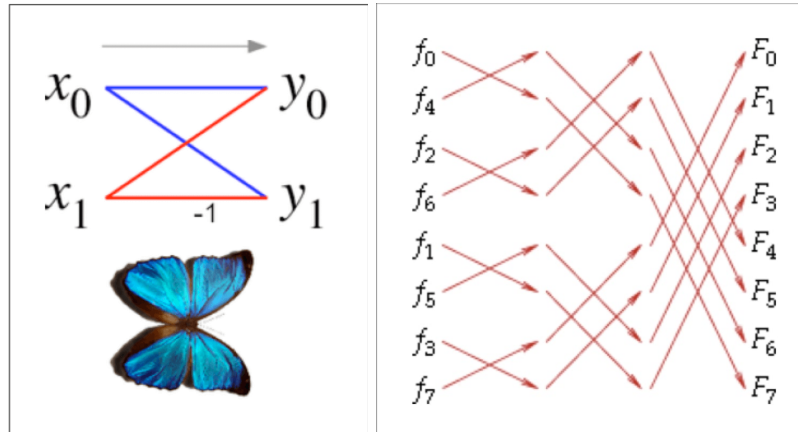 x₀ y₀
x₁ -1 y₁
f₀ F₀
f₄ F₁
f₂ F₂
f₆ F₃
f₁ F₄
f₅ F₅
f₃ F₆
f₇ F₇